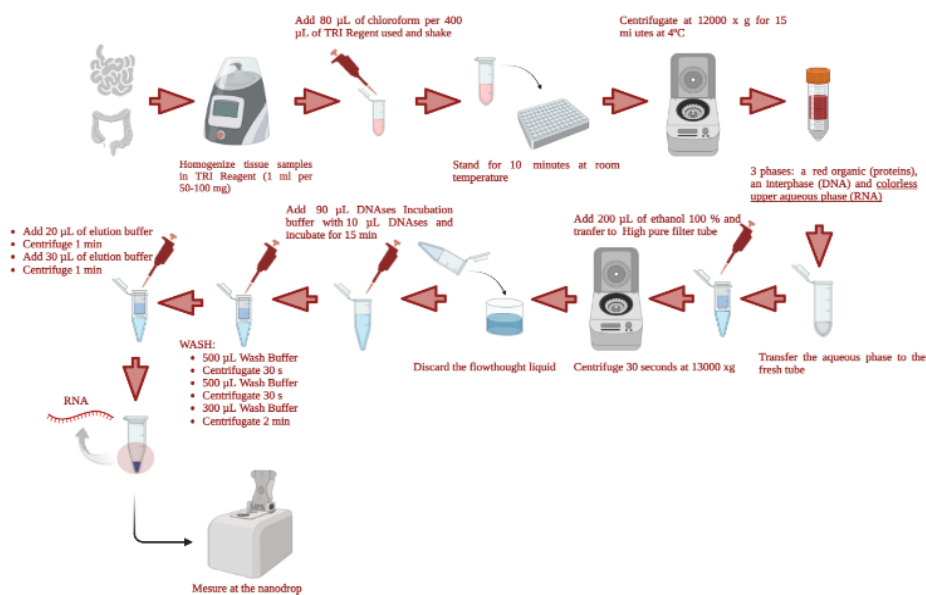 Add 80 µL of chloroform per 400
µL of TRI Regent used and shake
Centrifugate at 12000 x g for 15
mi utes at 4ºC
Homogenize tissue samples
in TRI Reagent (1 ml per
50-100 mg)
Stand for 10 minutes at room
temperature
3 phases: a red organic (proteins),
an interphase (DNA) and colorless
upper aqueous phase (RNA)
Transfer the aqueous phase to the
fresh tube
Add 200 µL of ethanol 100 % and
tranfer to High pure filter tube
Centrifuge 30 seconds at 13000 xg
Discard the flowthought liquid
Add 90 µL DNAses Incubation
buffer with 10 µL DNAses and
incubate for 15 min
WASH:
• 500 µL Wash Buffer
• Centrifugate 30 s
• 500 µL Wash Buffer
• Centrifugate 30 s
• 300 µL Wash Buffer
• Centrifugate 2 min
• Add 20 µL of elution buffer
• Centrifuge 1 min
• Add 30 µL of elution buffer
• Centrifuge 1 min
RNA
Mesure at the nanodrop